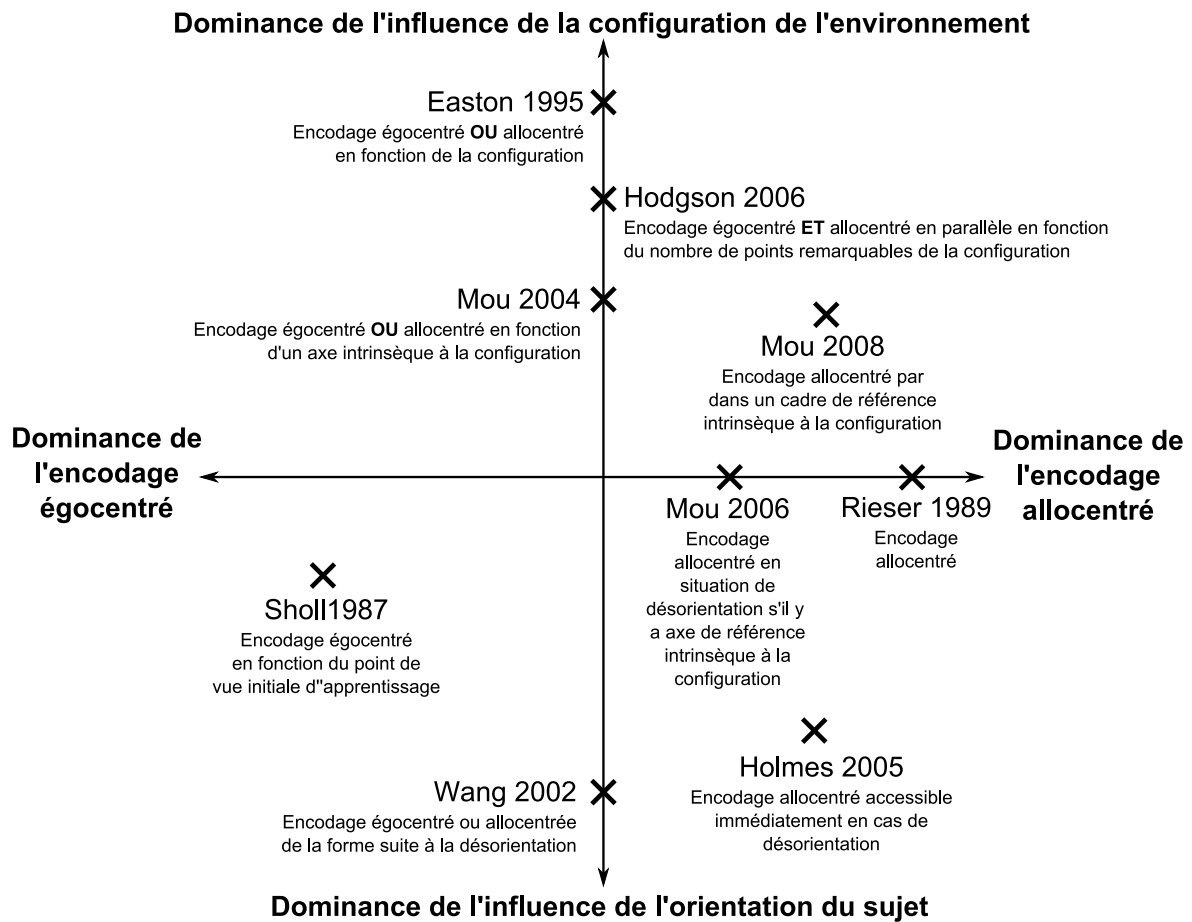 Dominance de l'influence de la configuration de l'environnement
Easton 1995
Encodage égocentré OU allocentré
en fonction de la configuration
Hodgson 2006
Encodage égocentré ET allocentré en parallèle en fonction
du nombre de points remarquables de la configuration
Mou 2004
Encodage égocentré OU allocentré en fonction
d'un axe intrinsèque à la configuration
Mou 2008
Encodage allocentré par
dans un cadre de référence
intrinsèque à la configuration
Dominance de
l'encodage
égocentré
Dominance de
l'encodage
allocentré
Mou 2006
Encodage
allocentré en
situation de
désorientation s'il y
a axe de référence
intrinsèque à la
configuration
Rieser 1989
Encodage
allocentré
Sholl1987
Encodage égocentré
en fonction du point de
vue initiale d''apprentissage
Holmes 2005
Encodage allocentré accessible
immédiatement en cas de
désorientation
Wang 2002
Encodage égocentré ou allocentrée
de la forme suite à la désorientation
Dominance de l'influence de l'orientation du sujet